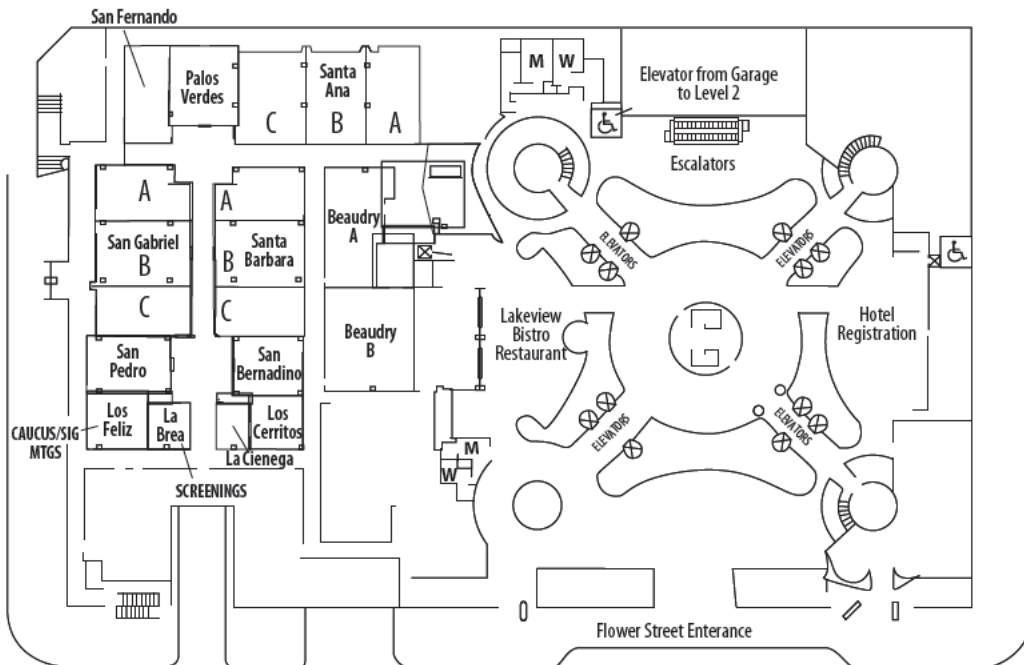 San Fernando
Palos
Verdes
Santa
Ana
C
B
A
M
W
Elevator from Garage
to Level 2
Escalators
A
San Gabriel
B
C
A
Santa
Barbara
B
C
Beaudry
A
Beaudry
B
ELEVATORS
ELEVATORS
Lakeview
Bistro
Restaurant
Hotel
Registration
San
Pedro
San
Bernadino
Los
Feliz
La
Brea
Los
Cerritos
La Cienega
CAUCUS/SIG
MTGS
SCREENINGS
M
W
ELEVATORS
ELEVATORS
Flower Street Entrance